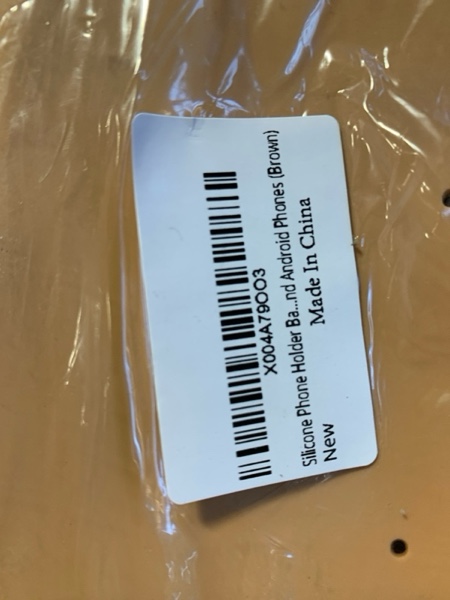 X004A79OO3
Silicone Phone Holder Ba...nd Android Phones (Brown)
Made In China
New